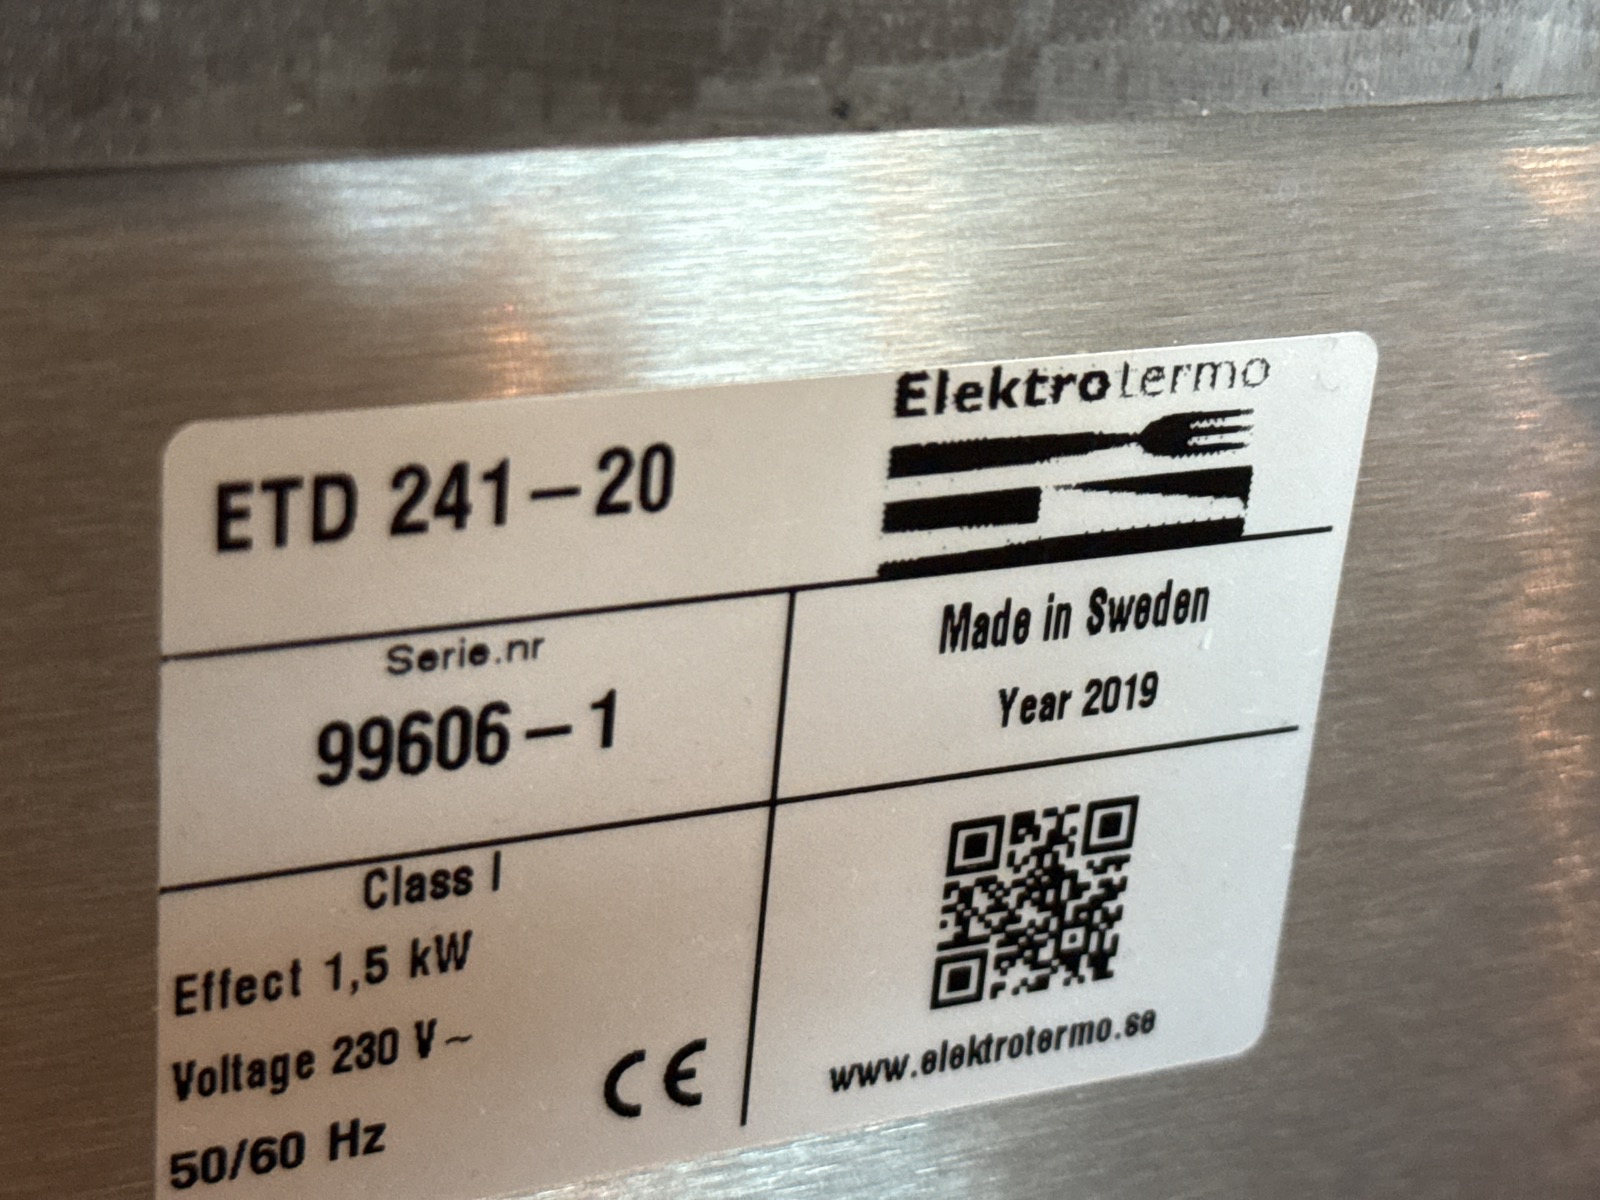 Elektrotermo
ETD 241-20
Serie.nr
99606-1
Made in Sweden
Year 2019
Class I
Effect 1,5 kW
Voltage 230 V~
50/60 Hz
CE
www.elektrotermo.se